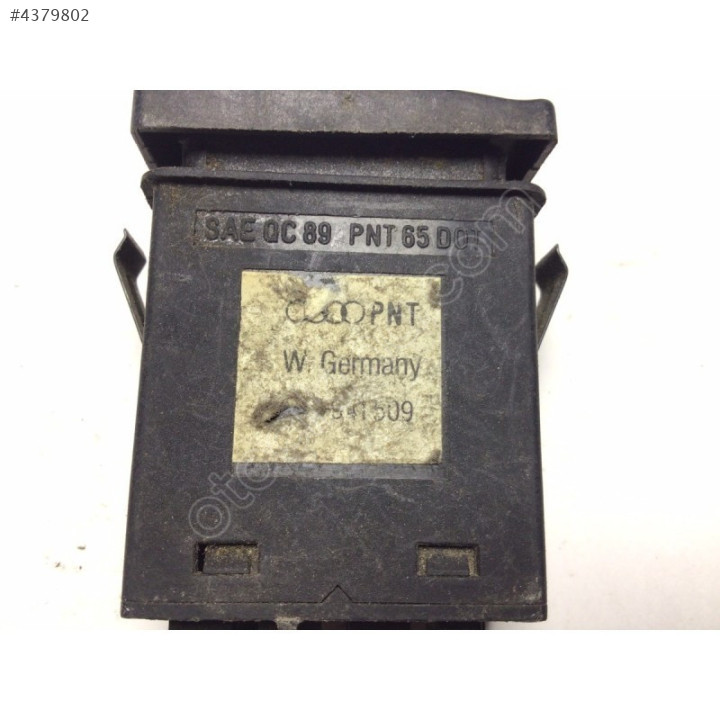 #4379802
SAE QC 89 PNT 65 DOT
PNT
W. Germany